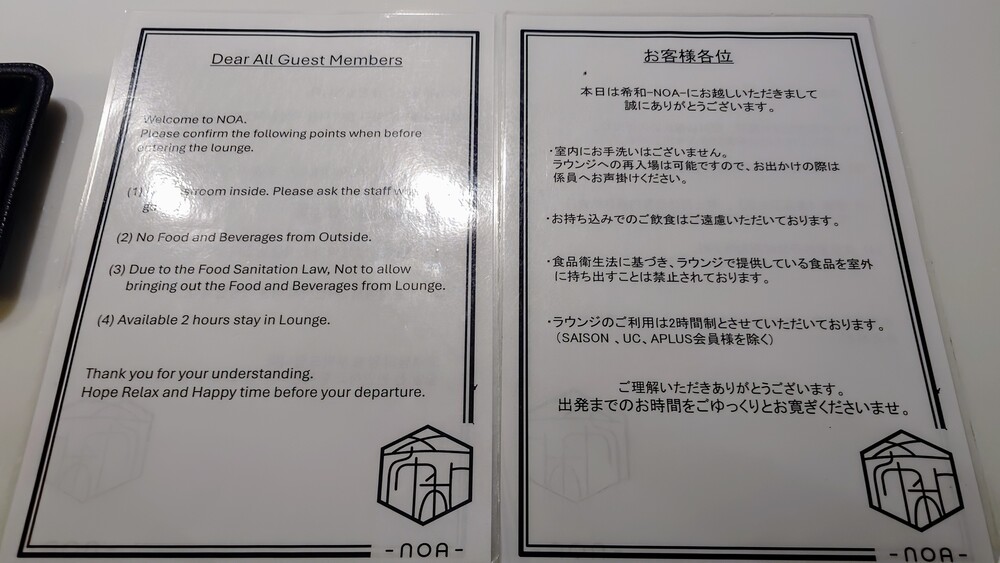 Dear All Guest Members
Welcome to NOA.
Please confirm the following points when before
entering the lounge.
(1) room inside. Please ask the staff
(2) No Food and Beverages from Outside.
(3) Due to the Food Sanitation Law, Not to allow
bringing out the Food and Beverages from Lounge.
(4) Available 2 hours stay in Lounge.
Thank you for your understanding.
Hope Relax and Happy time before your departure.
-NOA-
お客様各位
本日は希和-NOA-にお越しいただきまして
誠にありがとうございます。
・室内にお手洗いはございません。
ラウンジへの再入場は可能ですので、お出かけの際は
係員へお声掛けください。
・お持ち込みでのご飲食はご遠慮いただいております。
・食品衛生法に基づき、ラウンジで提供している食品を室外
に持ち出すことは禁止されております。
・ラウンジのご利用は2時間制とさせていただいております。
（SAISON 、UC、APLUS会員様を除く）
ご理解いただきありがとうございます。
出発までのお時間をごゆっくりとお寛ぎくださいませ。
-NOA-